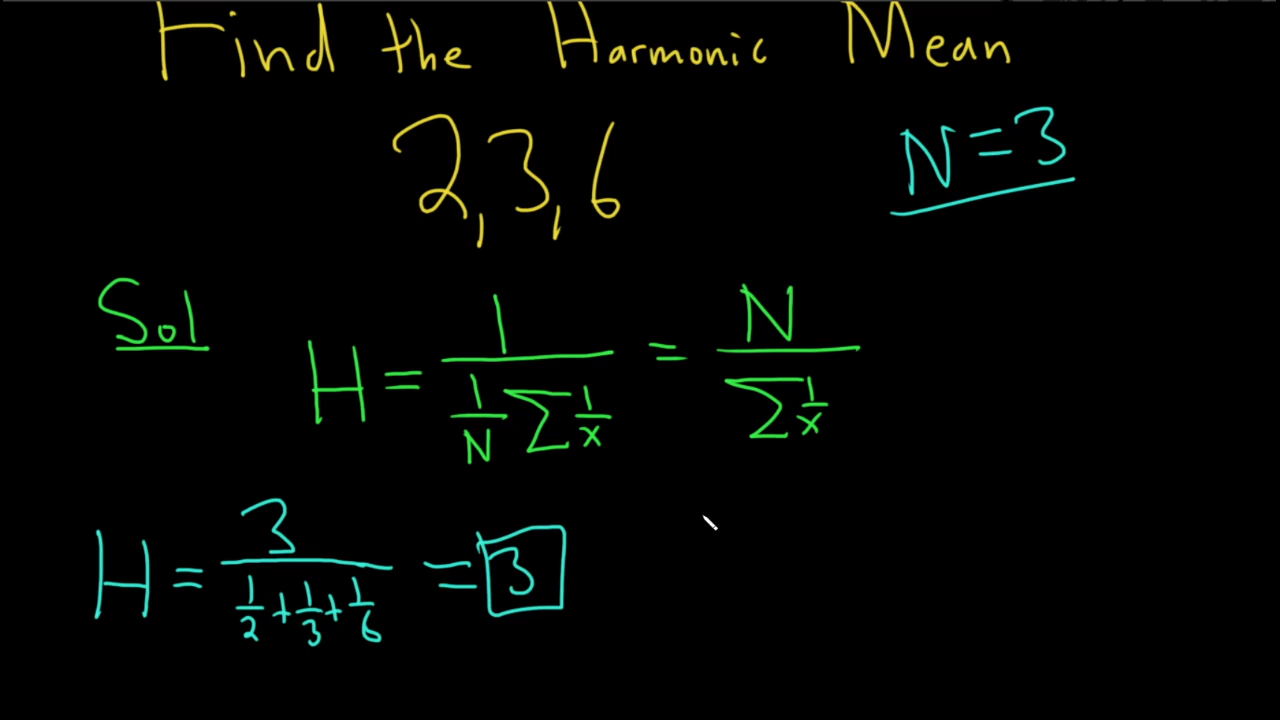 Find the Harmonic Mean
2, 3, 6
N = 3
Sol
H = 1 / (1/N Σ 1/x) = N / (Σ 1/x)
H = 3 / (1/2 + 1/3 + 1/6) = 3